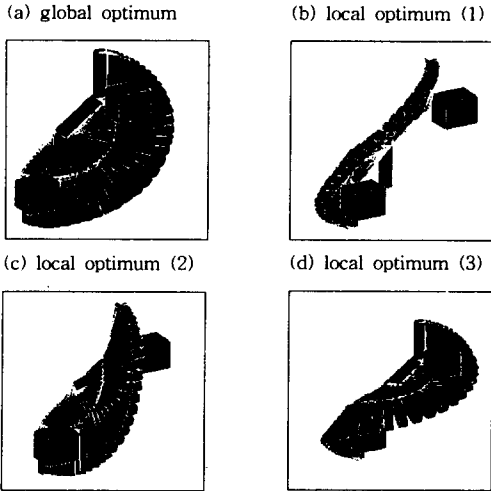 (a) global optimum
(b) local optimum (1)
(c) local optimum (2)
(d) local optimum (3)